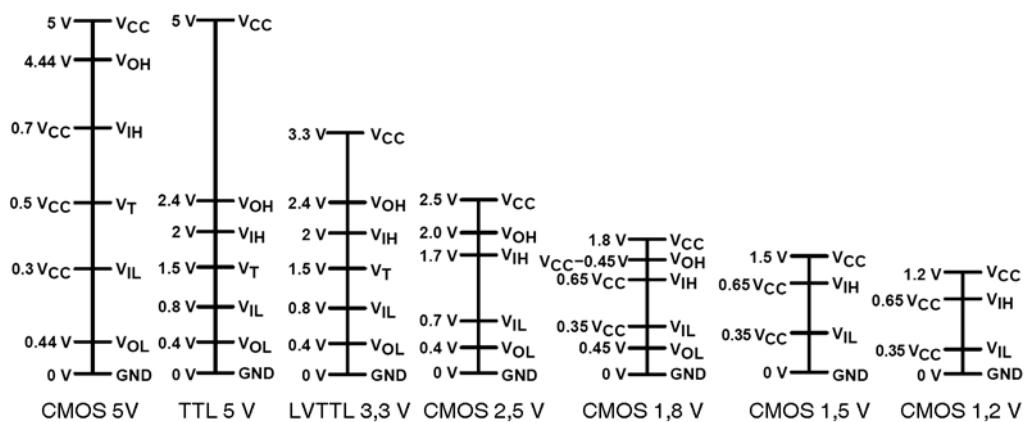 5 V VCC
4.44 V VOH
0.7 VCC VIH
0.5 VCC VT
0.3 VCC VIL
0.44 V VOL
0 V GND
CMOS 5V
5 V VCC
2.4 V VOH
2 V VIH
1.5 V VT
0.8 V VIL
0.4 V VOL
0 V GND
TTL 5 V
3.3 V VCC
2.4 V VOH
2 V VIH
1.5 V VT
0.8 V VIL
0.4 V VOL
0 V GND
LVTTL 3,3 V
2.5 V VCC
2.0 V VOH
1.7 V VIH
0.7 V VIL
0.4 V VOL
0 V GND
CMOS 2,5 V
1.8 V VCC
VCC–0.45 V VOH
0.65 VCC VIH
0.35 VCC VIL
0.45 V VOL
0 V GND
CMOS 1,8 V
1.5 V VCC
0.65 VCC VIH
0.35 VCC VIL
0 V GND
CMOS 1,5 V
1.2 V VCC
0.65 VCC VIH
0.35 VCC VIL
0 V GND
CMOS 1,2 V